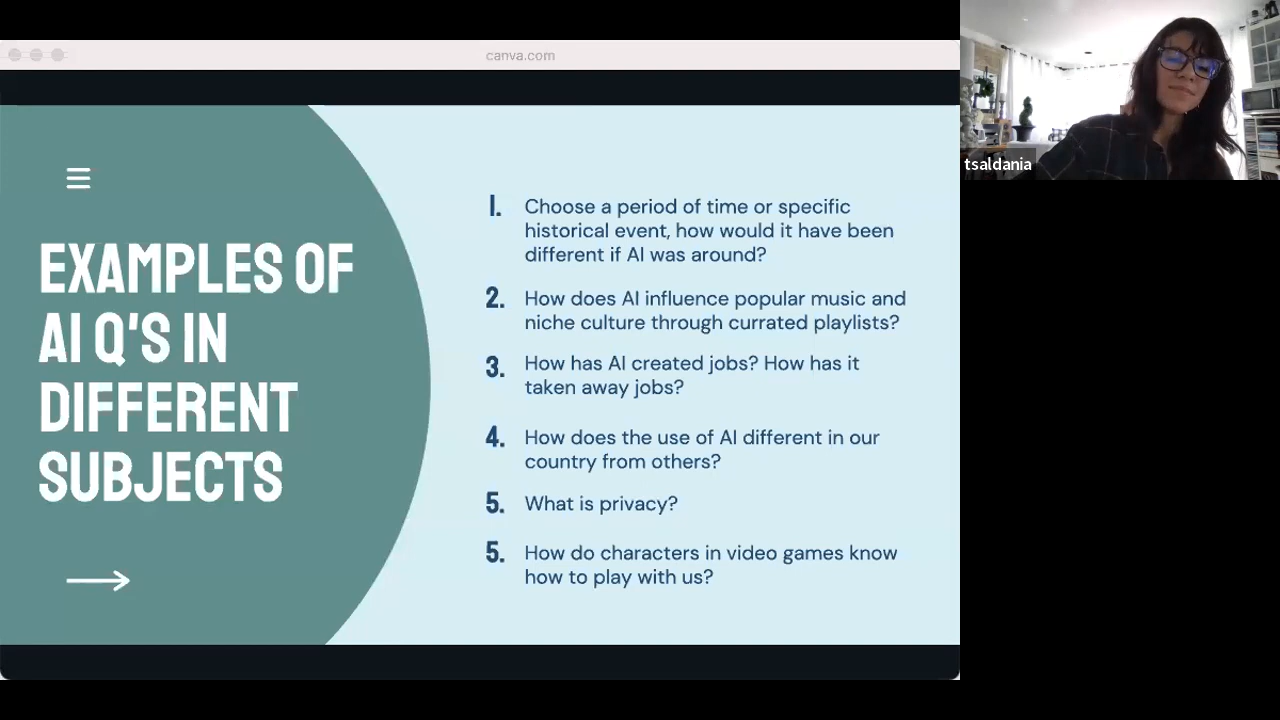 canva.com
EXAMPLES OF
AI Q'S IN
DIFFERENT
SUBJECTS
1. Choose a period of time or specific
historical event, how would it have been
different if AI was around?
2. How does AI influence popular music and
niche culture through currated playlists?
3. How has AI created jobs? How has it
taken away jobs?
4. How does the use of AI different in our
country from others?
5. What is privacy?
5. How do characters in video games know
how to play with us?
tsaldania